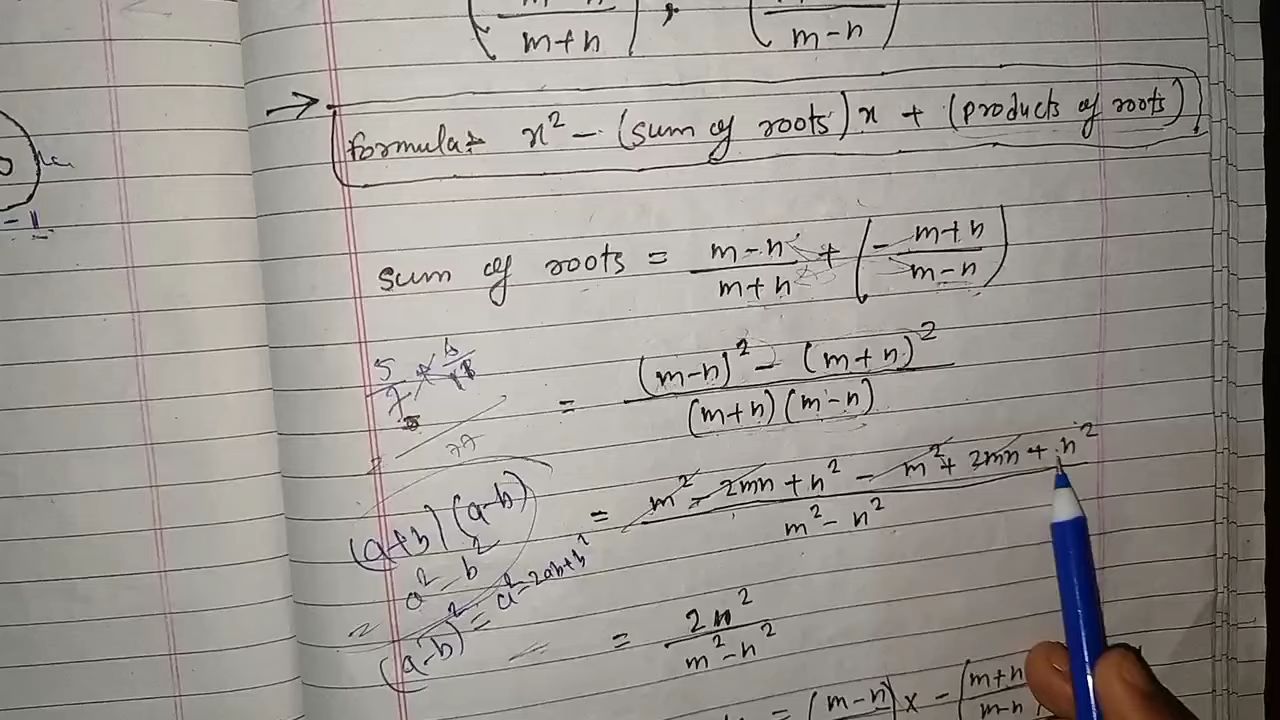 m+n , m-n
formula:- x² - (sum of roots)x + (products of roots)
sum of roots = m-n/m+n + (- m+n/m-n)
= (m-n)² - (m+n)² / (m+n)(m-n)
= m² - 2mn + n² - m² + 2mn + n² / m² - n²
= 2n² / m² - n²
(a+b)(a-b)
a² - b²
(a-b)² = a² - 2ab + b²
= (m-n) x - (m+n/m-n